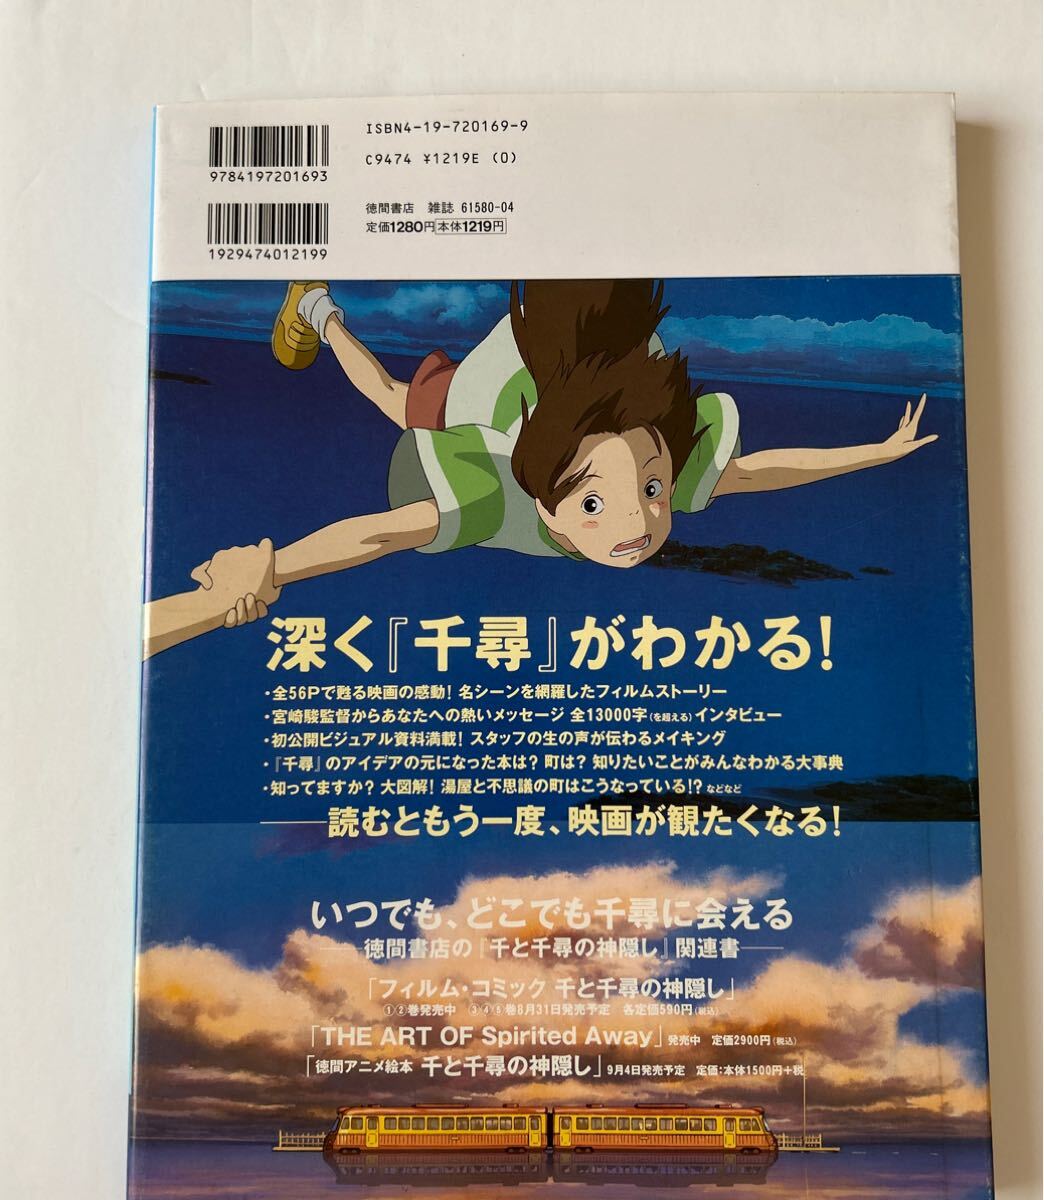 ISBN4-19-720169-9
C9474 ¥1219E (0)
9784197201693
徳間書店 雑誌 61580-04
定価1280円 本体1219円
1929474012199
深く『千尋』がわかる!
・全56Pで甦る映画の感動! 名シーンを網羅したフィルムストーリー
・宮崎駿監督からあなたへの熱いメッセージ 全13000字(を超える)インタビュー
・初公開ビジュアル資料満載! スタッフの生の声が伝わるメイキング
・『千尋』のアイデアの元になった本は? 町は? 知りたいことがみんなわかる大事典
・知ってますか? 大図解! 湯屋と不思議の町はこうなっている!? などなど
――読むともう一度、映画が観たくなる!
いつでも、どこでも千尋に会える
――徳間書店の『千と千尋の神隠し』関連書――
「フィルム・コミック 千と千尋の神隠し」
①②巻発売中 ③④⑤巻8月31日発売予定 各定価590円(税込)
「THE ART OF Spirited Away」発売中 定価2900円(税込)
「徳間アニメ絵本 千と千尋の神隠し」9月4日発売予定 定価:本体1500円+税